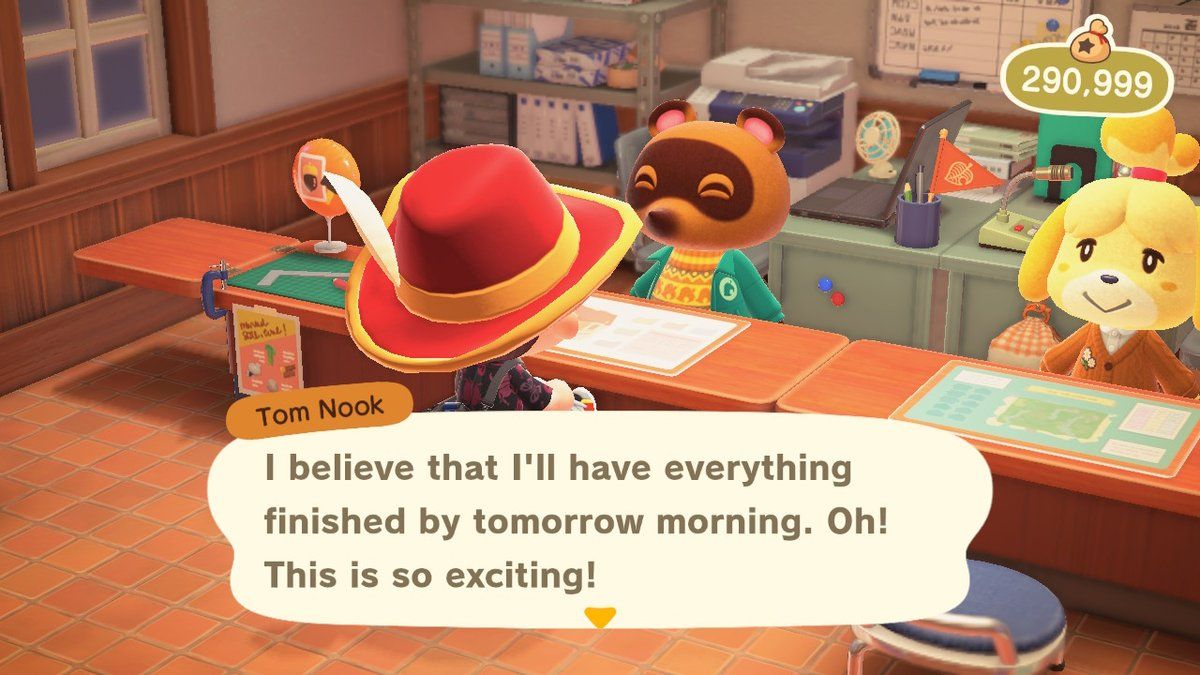 290,999
Tom Nook
I believe that I'll have everything
finished by tomorrow morning. Oh!
This is so exciting!